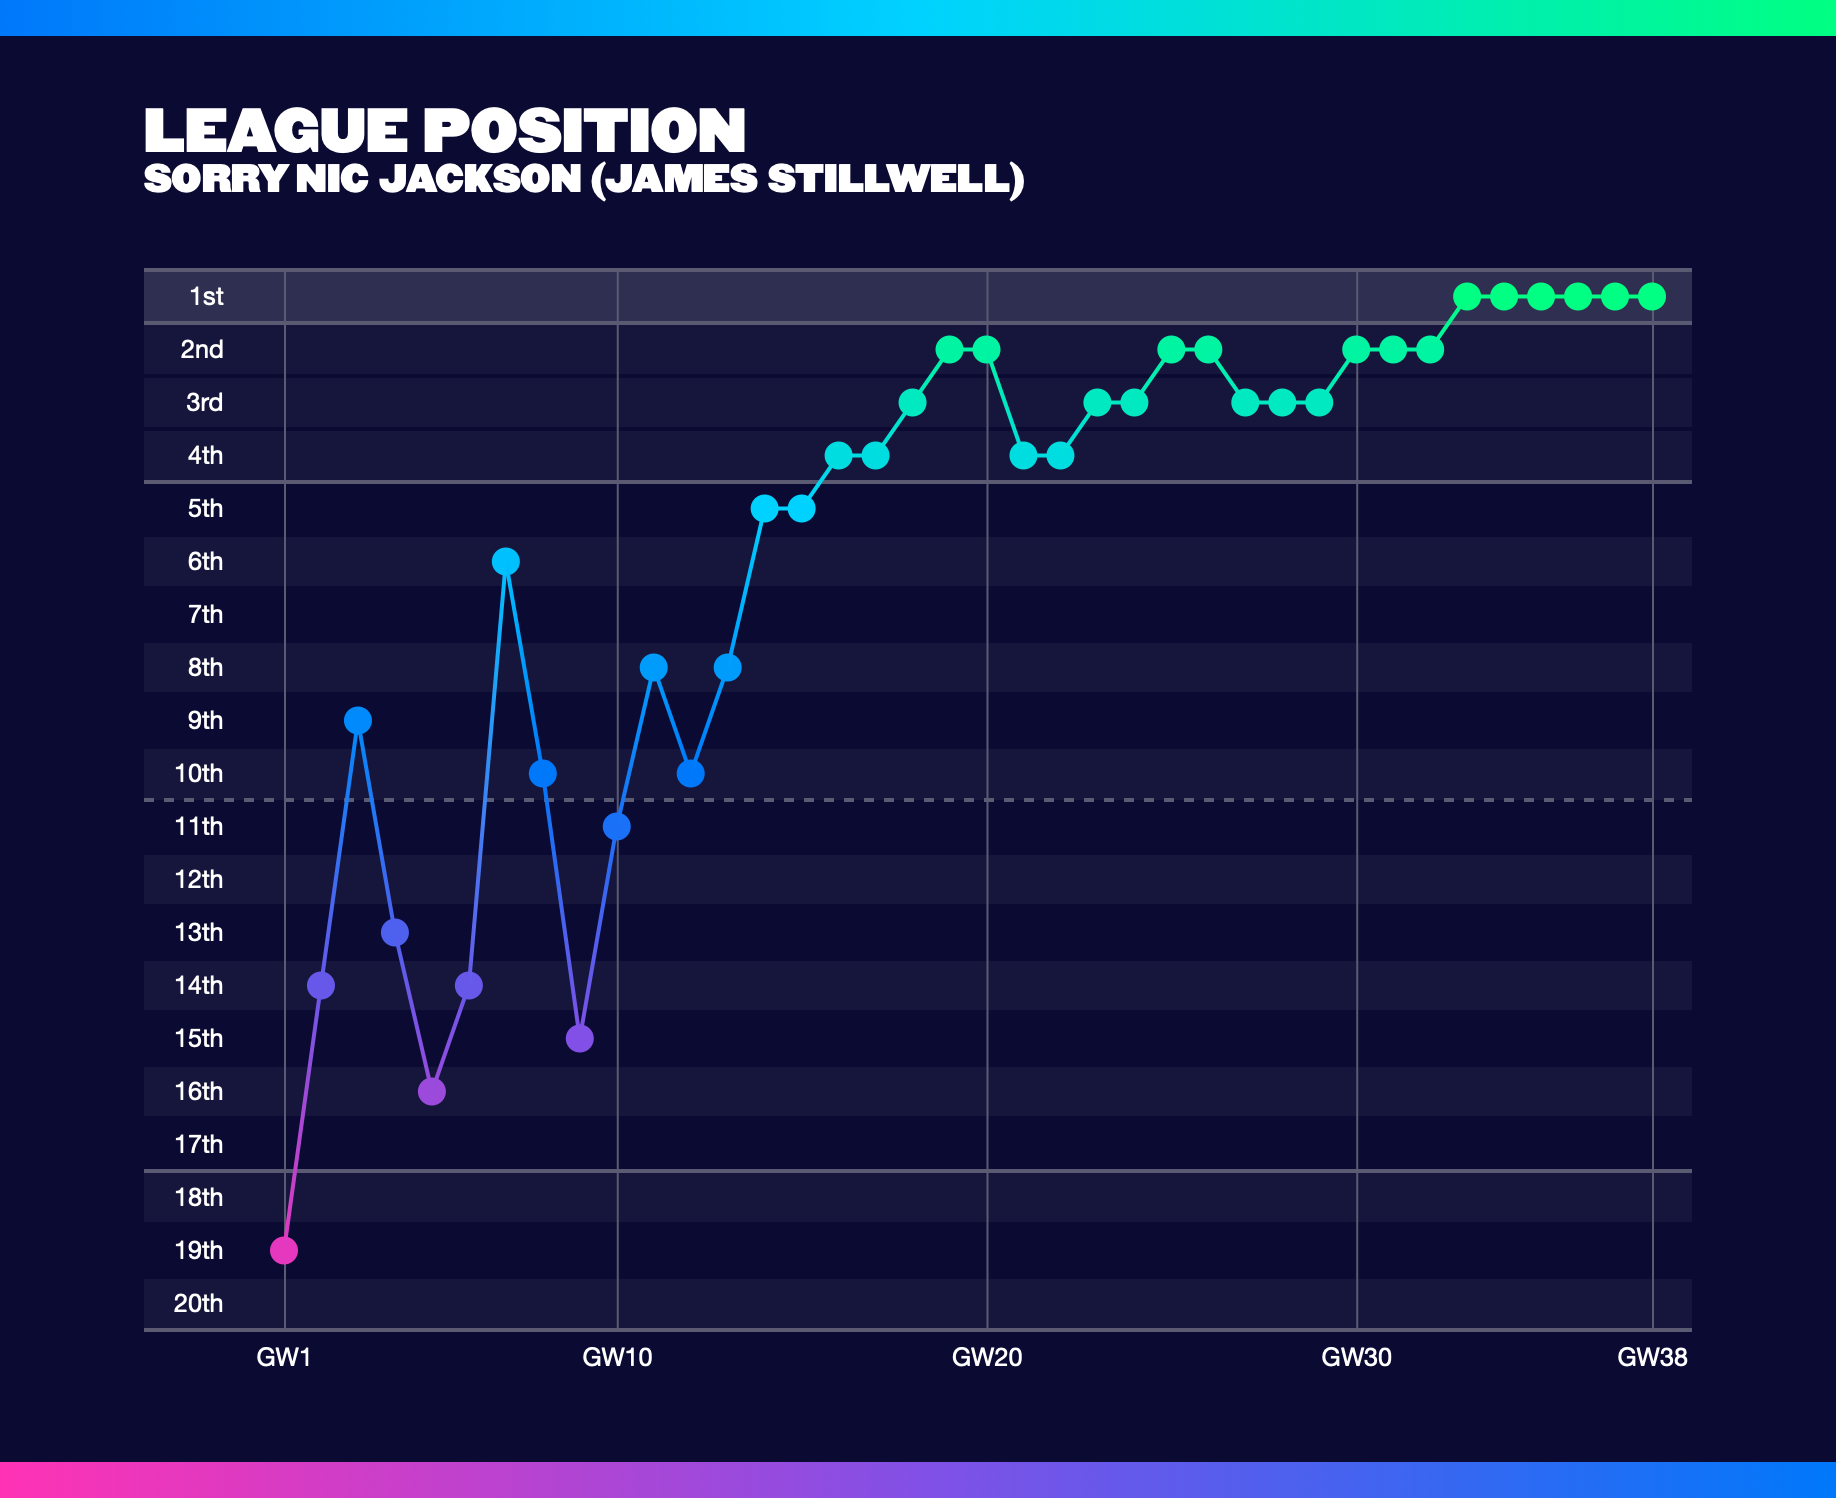 LEAGUE POSITION
SORRY NIC JACKSON (JAMES STILLWELL)
1st
2nd
3rd
4th
5th
6th
7th
8th
9th
10th
11th
12th
13th
14th
15th
16th
17th
18th
19th
20th
GW1 GW10 GW20 GW30 GW38